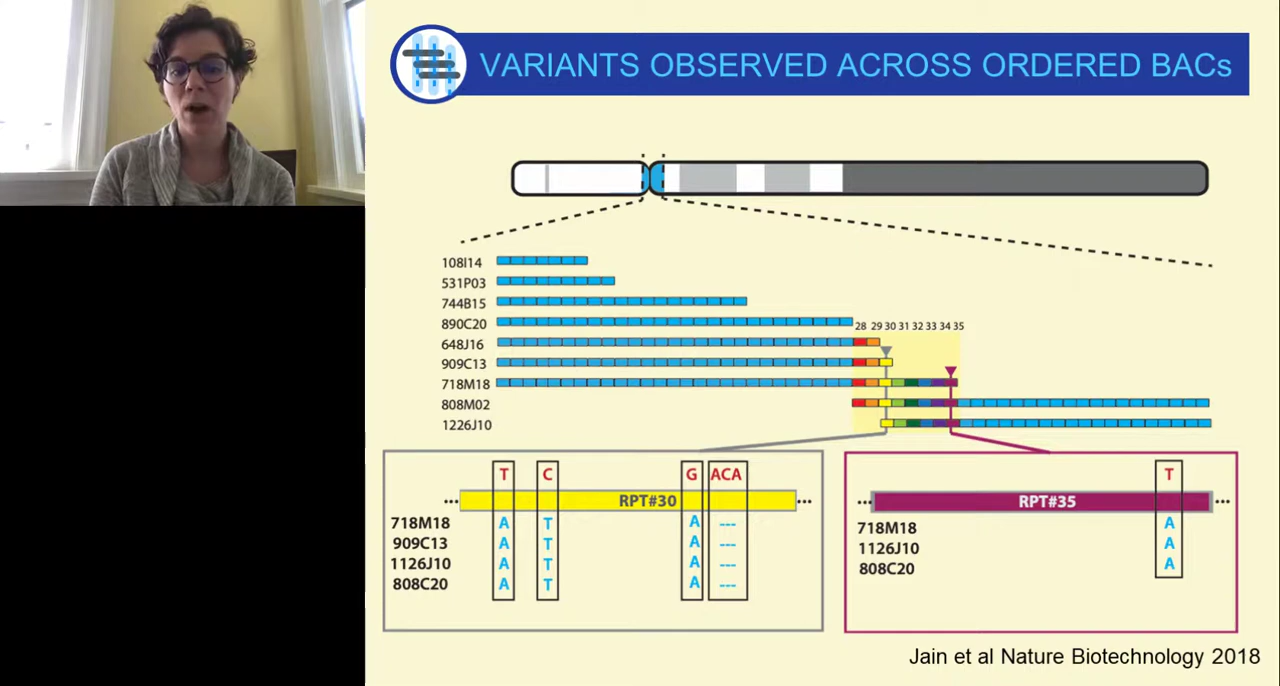 VARIANTS OBSERVED ACROSS ORDERED BACs
108I14
531P03
744B15
890C20
28 29 30 31 32 33 34 35
648J16
909C13
718M18
808M02
1226J10
T C G ACA
... RPT#30 ...
718M18 A T A ---
909C13 A T A ---
1126J10 A T A ---
808C20 A T A ---
T
... RPT#35 ...
718M18 A
1126J10 A
808C20 A
Jain et al Nature Biotechnology 2018